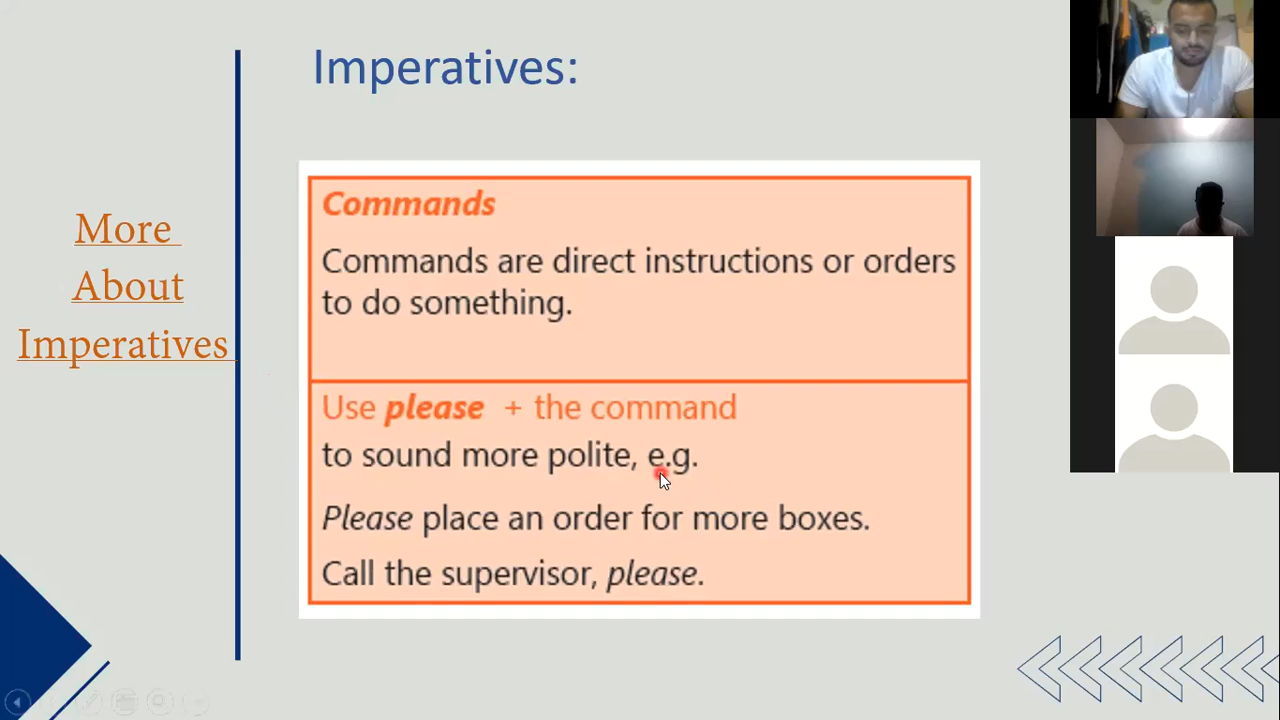 Imperatives:
More
About
Imperatives
Commands
Commands are direct instructions or orders
to do something.
Use please + the command
to sound more polite, e.g.
Please place an order for more boxes.
Call the supervisor, please.